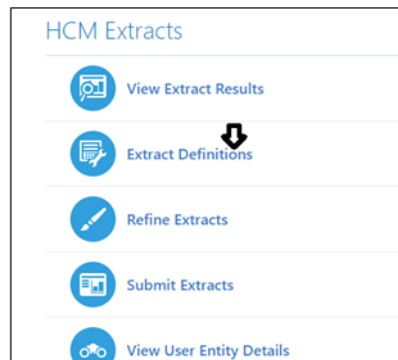 HCM Extracts
View Extract Results
Extract Definitions
Refine Extracts
Submit Extracts
View User Entity Details